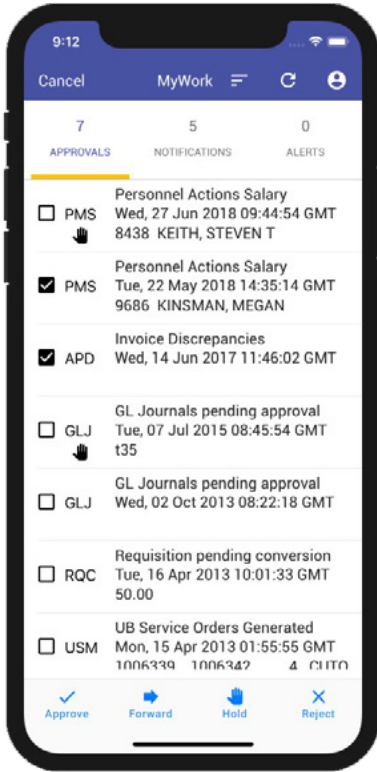 9:12
Cancel MyWork
7 5 0
APPROVALS NOTIFICATIONS ALERTS
Personnel Actions Salary
PMS Wed, 27 Jun 2018 09:44:54 GMT
8438 KEITH, STEVEN T
Personnel Actions Salary
PMS Tue, 22 May 2018 14:35:14 GMT
9686 KINSMAN, MEGAN
Invoice Discrepancies
APD Wed, 14 Jun 2017 11:46:02 GMT
GL Journals pending approval
GLJ Tue, 07 Jul 2015 08:45:54 GMT
t35
GL Journals pending approval
GLJ Wed, 02 Oct 2013 08:22:18 GMT
Requisition pending conversion
RQC Tue, 16 Apr 2013 10:01:33 GMT
50.00
UB Service Orders Generated
USM Mon, 15 Apr 2013 01:55:55 GMT
1006339 1006342 4 CUTO
Approve Forward Hold Reject